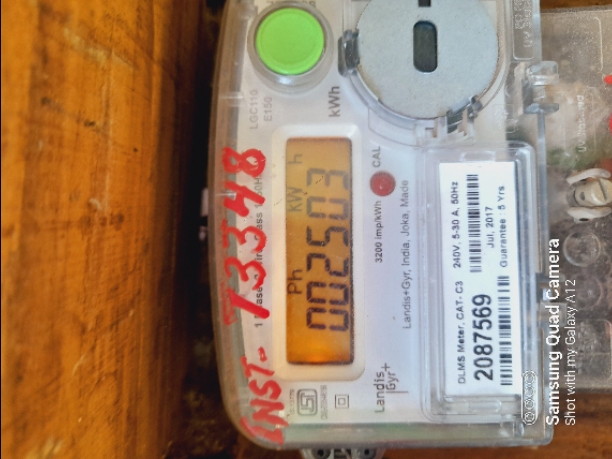 INST- 73348
LGC110
E150
kWh
Ph kW h
002503
CAL
3200 imp/kWh
Landis+Gyr, India, Joka, Made
Landis
Gyr+
DLMS Meter, CAT- C3 240V, 5-30 A, 50Hz
2087569
Jul, 2017
Guarantee : 5 Yrs
Samsung Quad Camera
Shot with my Galaxy A12